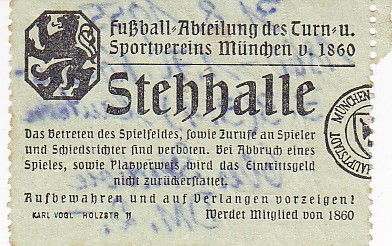 Fußball-Abteilung des Turn- u.
Sportvereins München v. 1860
Stehhalle
Das Betreten des Spielfeldes, sowie Zurufe an Spieler
und Schiedsrichter sind verboten. Bei Abbruch eines
Spieles, sowie Platzverweis wird das Eintrittsgeld
nicht zurückerstattet.
Aufbewahren und auf Verlangen vorzeigen!
KARL VOGL HOLZSTR 11 Werdet Mitglied von 1860
HAUPTSTADT MÜNCHEN